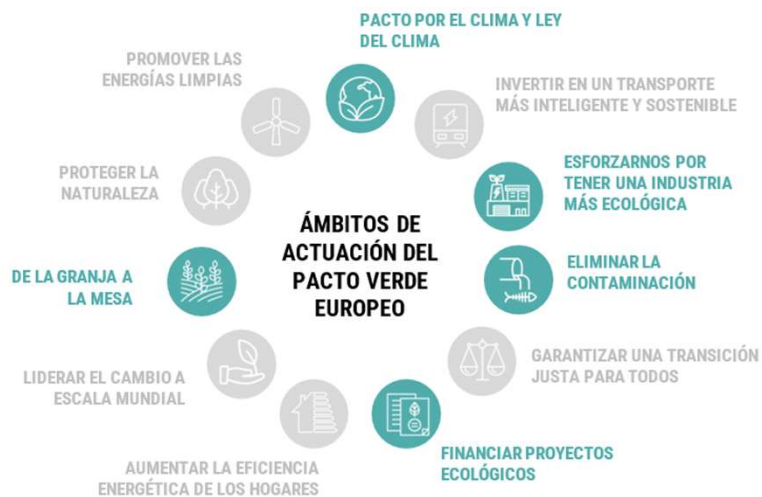 PACTO POR EL CLIMA Y LEY
DEL CLIMA
INVERTIR EN UN TRANSPORTE
MÁS INTELIGENTE Y SOSTENIBLE
ESFORZARNOS POR
TENER UNA INDUSTRIA
MÁS ECOLÓGICA
ELIMINAR LA
CONTAMINACIÓN
GARANTIZAR UNA TRANSICIÓN
JUSTA PARA TODOS
FINANCIAR PROYECTOS
ECOLÓGICOS
AUMENTAR LA EFICIENCIA
ENERGÉTICA DE LOS HOGARES
LIDERAR EL CAMBIO A
ESCALA MUNDIAL
DE LA GRANJA A
LA MESA
PROTEGER LA
NATURALEZA
PROMOVER LAS
ENERGÍAS LIMPIAS
ÁMBITOS DE
ACTUACIÓN DEL
PACTO VERDE
EUROPEO